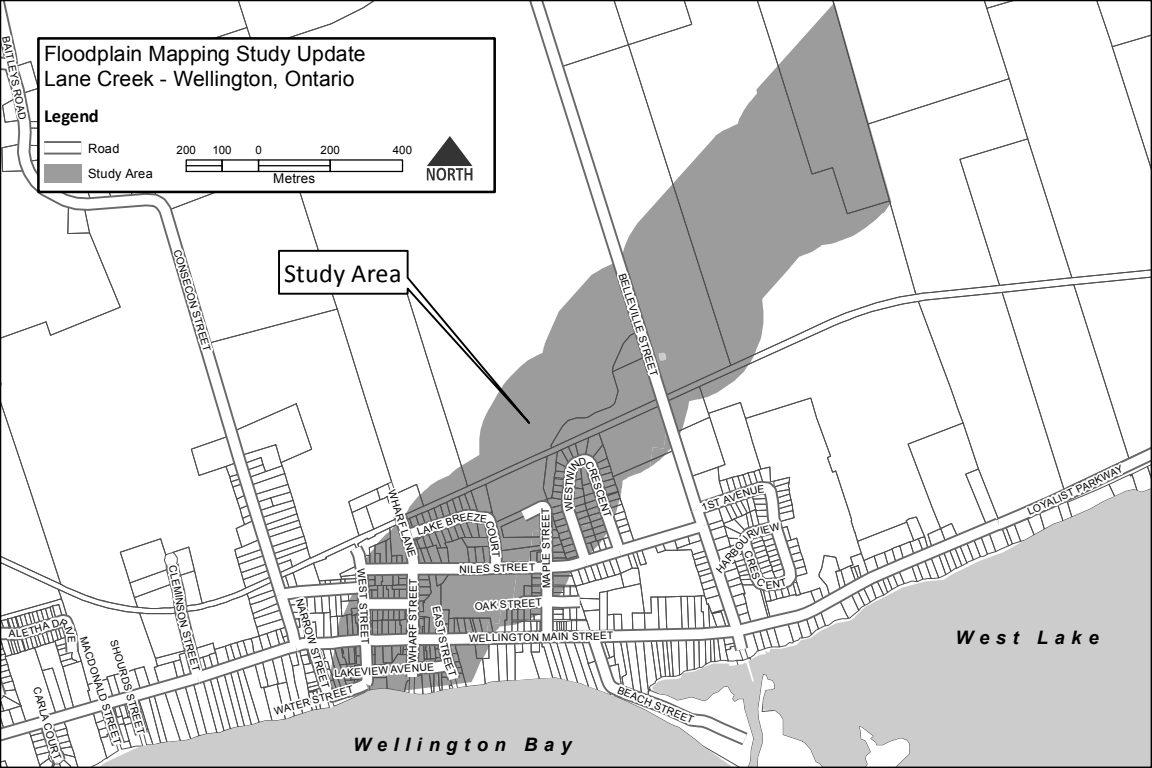 Floodplain Mapping Study Update
Lane Creek - Wellington, Ontario
Legend
Road
Study Area
200 100 0 200 400
Metres
NORTH
BAITLEYS ROAD
CONSECON STREET
Study Area
BELLEVILLE STREET
WHARF LANE
LAKE BREEZE
COURT
WESTWIND
CRESCENT
MAPLE STREET
1ST AVENUE
HARBOURVIEW
CRESCENT
LOYALIST PARKWAY
NILES STREET
OAK STREET
WELLINGTON MAIN STREET
WEST STREET
WHARF STREET
EAST STREET
NARROW STREET
LAKEVIEW AVENUE
WATER STREET
BEACH STREET
CLEMINSON STREET
MACDONALD STREET
SHOURDS STREET
CARLA COURT
West Lake
Wellington Bay